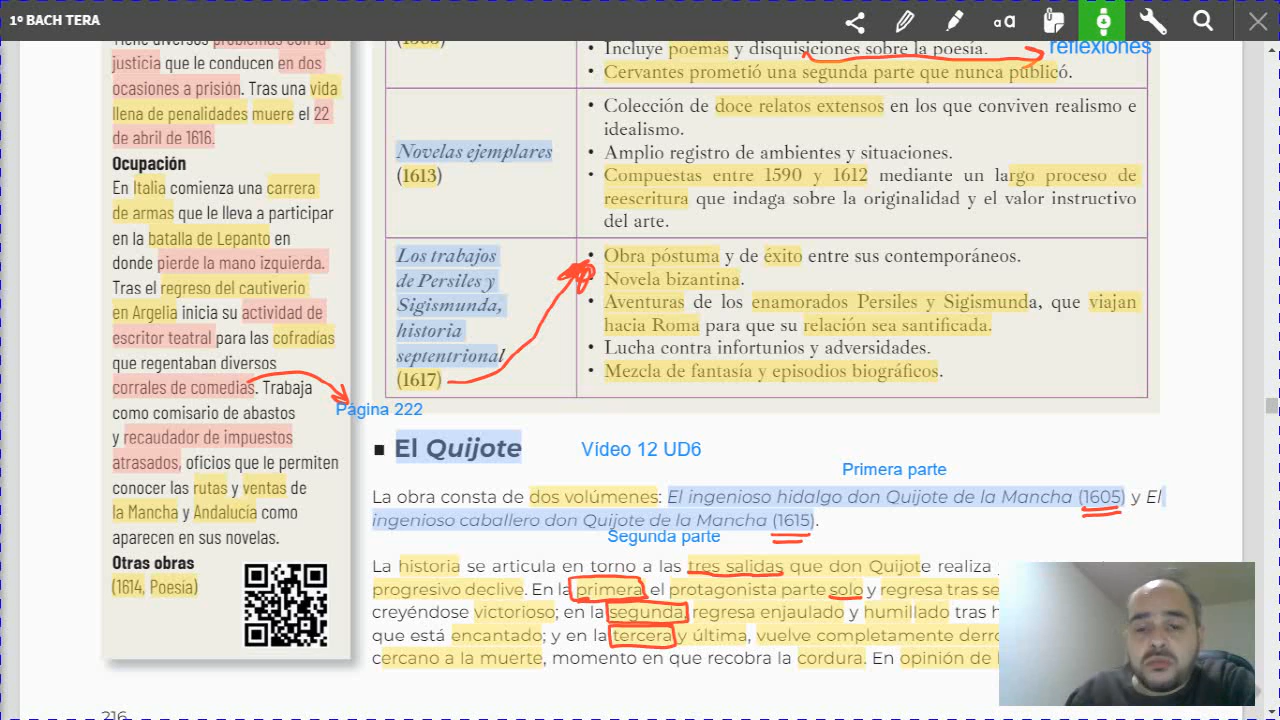 1º BACH TERA
aa
Tiene diversos problemas con la
justicia que le conducen en dos
ocasiones a prisión. Tras una vida
llena de penalidades muere el 22
de abril de 1616.
Ocupación
En Italia comienza una carrera
de armas que le lleva a participar
en la batalla de Lepanto en
donde pierde la mano izquierda.
Tras el regreso del cautiverio
en Argelia inicia su actividad de
escritor teatral para las cofradías
que regentaban diversos
corrales de comedias. Trabaja
como comisario de abastos
y recaudador de impuestos
atrasados, oficios que le permiten
conocer las rutas y ventas de
la Mancha y Andalucía como
aparecen en sus novelas.
Otras obras
(1614, Poesía)
Página 222
216
• Incluye poemas y disquisiciones sobre la poesía.
reflexiones
• Cervantes prometió una segunda parte que nunca publicó.
Novelas ejemplares
(1613)
• Colección de doce relatos extensos en los que conviven realismo e
idealismo.
• Amplio registro de ambientes y situaciones.
• Compuestas entre 1590 y 1612 mediante un largo proceso de
reescritura que indaga sobre la originalidad y el valor instructivo
del arte.
Los trabajos
de Persiles y
Sigismunda,
historia
septentrional
(1617)
• Obra póstuma y de éxito entre sus contemporáneos.
• Novela bizantina.
• Aventuras de los enamorados Persiles y Sigismunda, que viajan
hacia Roma para que su relación sea santificada.
• Lucha contra infortunios y adversidades.
• Mezcla de fantasía y episodios biográficos.
■ El Quijote
Vídeo 12 UD6
Primera parte
La obra consta de dos volúmenes: El ingenioso hidalgo don Quijote de la Mancha (1605) y El
ingenioso caballero don Quijote de la Mancha (1615).
Segunda parte
La historia se articula en torno a las tres salidas que don Quijote realiza y
progresivo declive. En la primera, el protagonista parte solo y regresa tras
creyéndose victorioso; en la segunda, regresa enjaulado y humillado tras
que está encantado; y en la tercera y última, vuelve completamente
cercano a la muerte, momento en que recobra la cordura. En opinión de